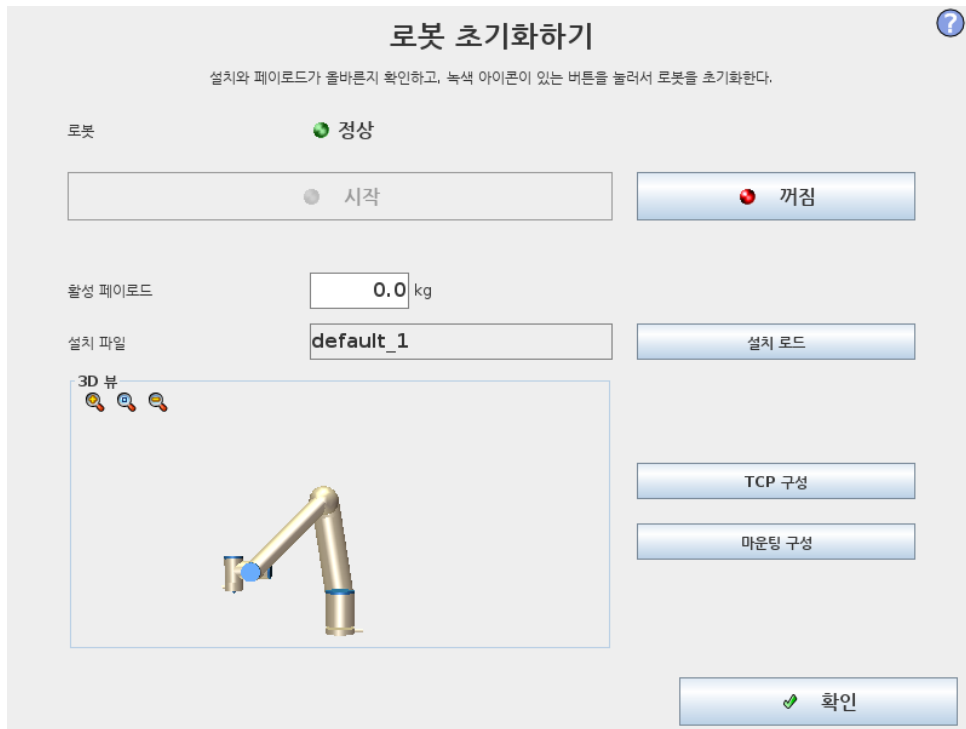 로봇 초기화하기
?
설치와 페이로드가 올바른지 확인하고, 녹색 아이콘이 있는 버튼을 눌러서 로봇을 초기화한다.
로봇 정상
시작 꺼짐
활성 페이로드 0.0 kg
설치 파일 default_1 설치 로드
3D 뷰
TCP 구성
마운팅 구성
확인